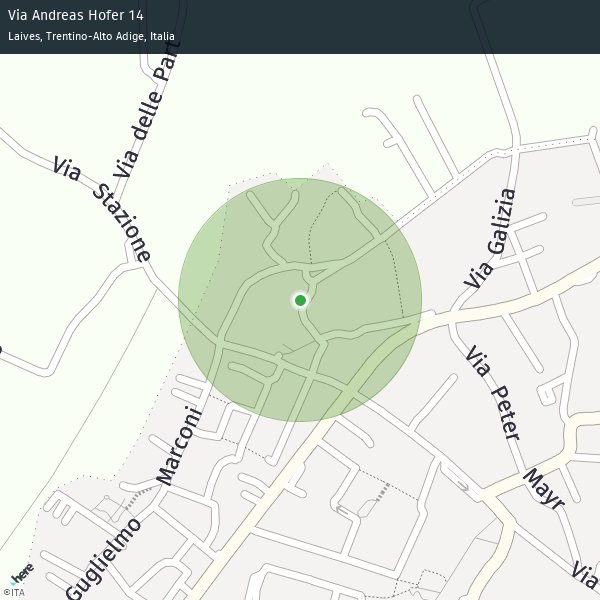 Via Andreas Hofer 14
Laives, Trentino-Alto Adige, Italia
Via delle Part
Via Stazione
Via Galizia
Via Peter Mayr
Guglielmo Marconi
Via
here
©ITA